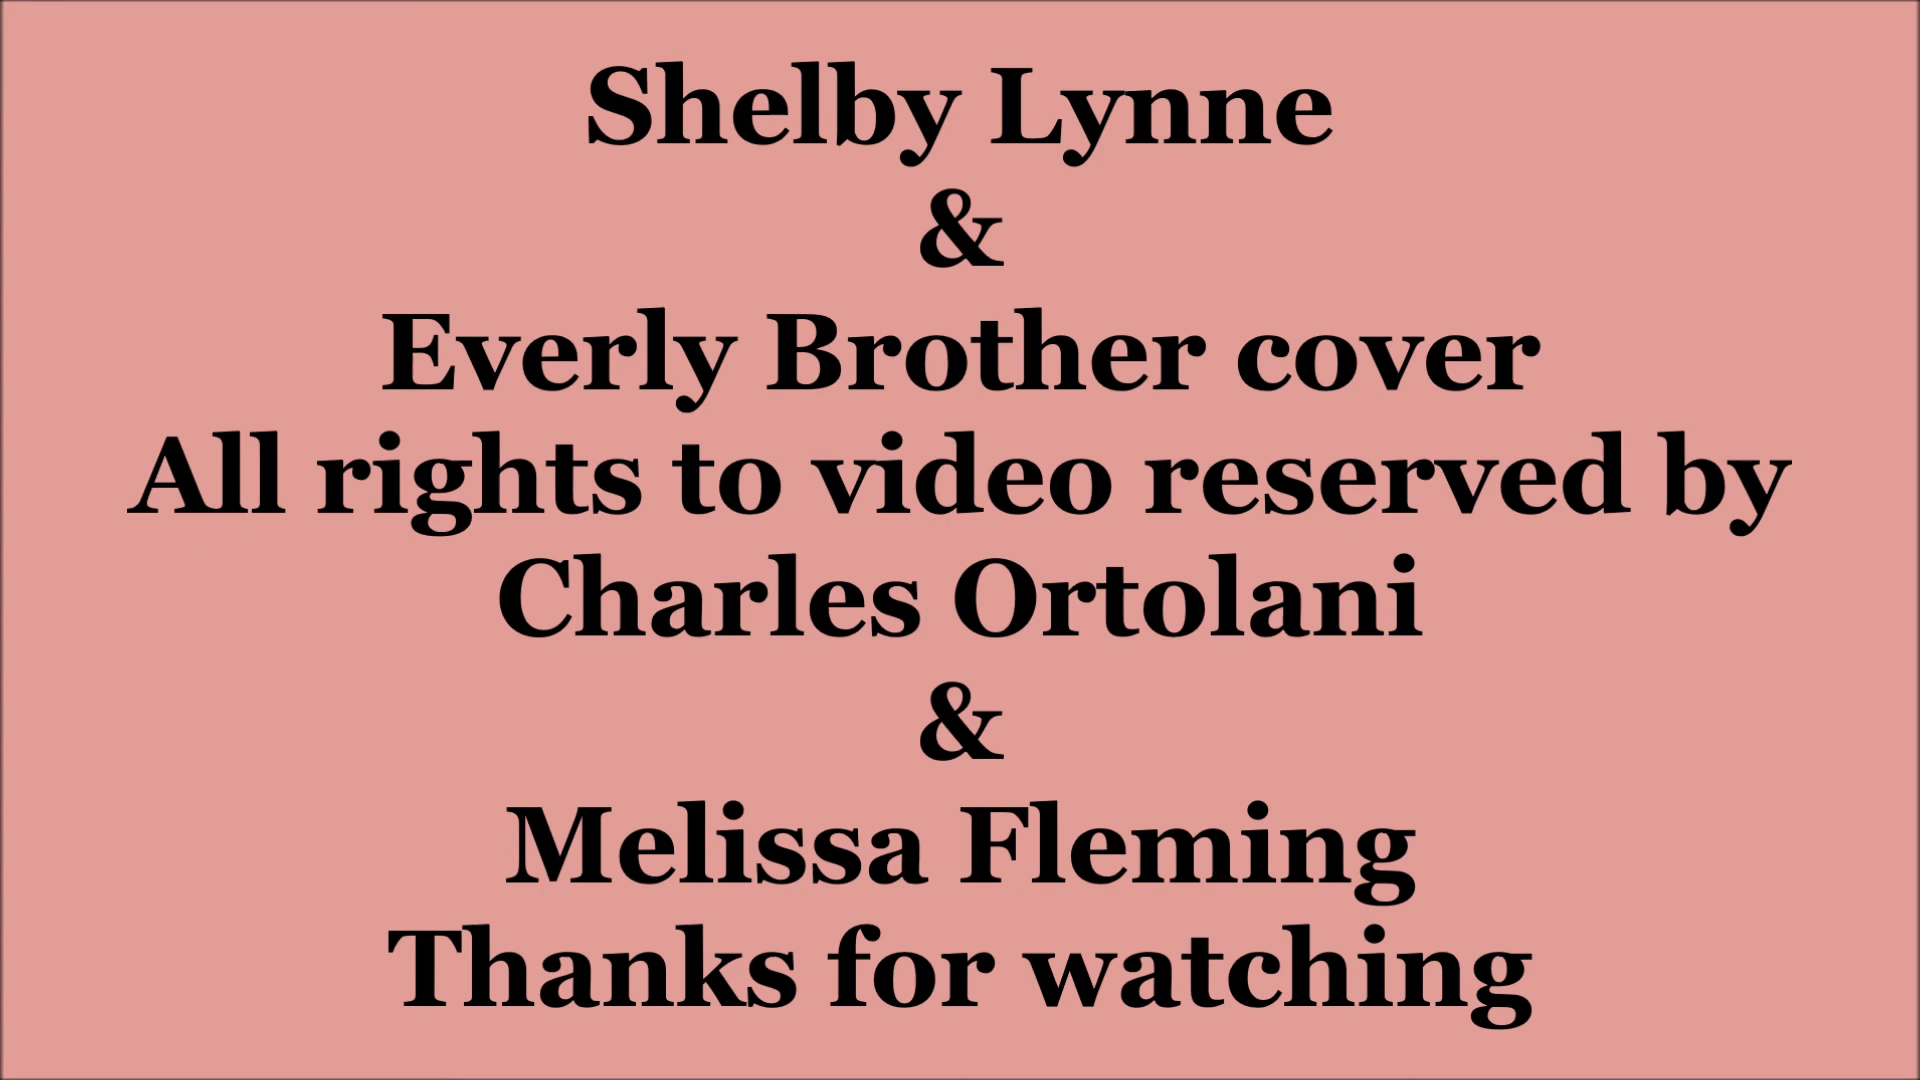 Shelby Lynne
&
Everly Brother cover
All rights to video reserved by
Charles Ortolani
&
Melissa Fleming
Thanks for watching